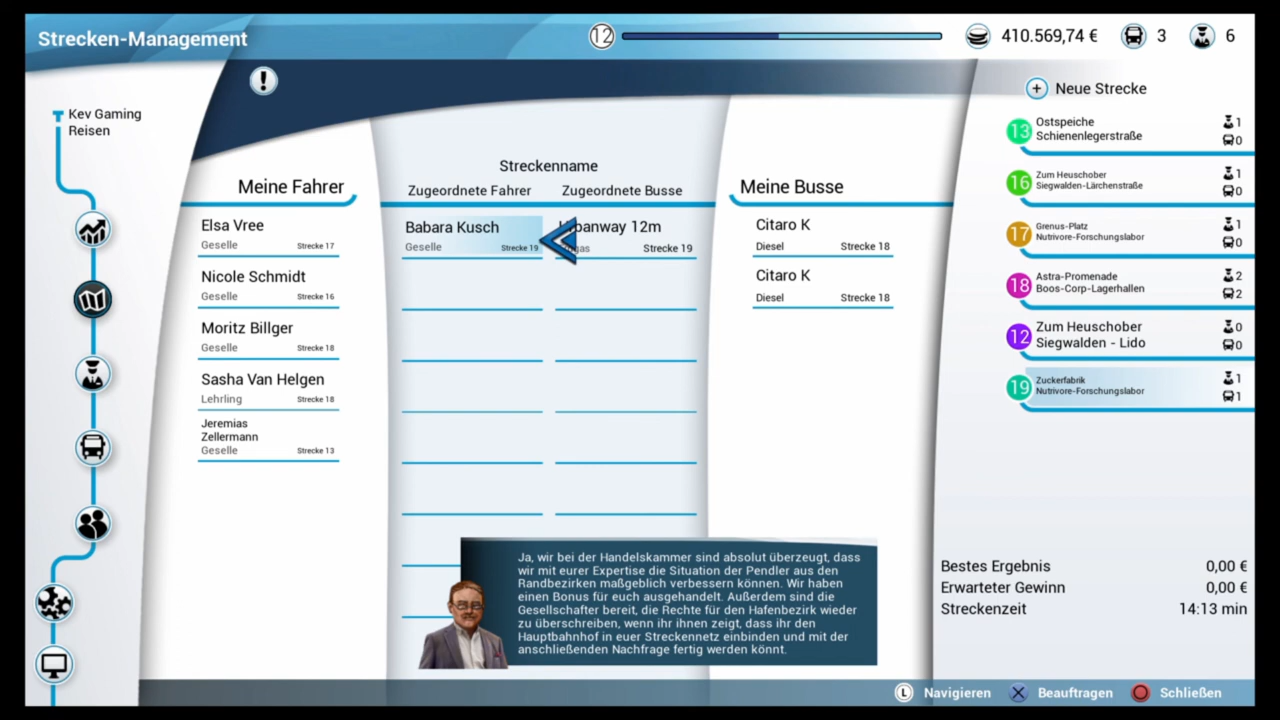 Strecken-Management
12
410.569,74 €
3
6
Kev Gaming
Reisen
!
Neue Strecke
Meine Fahrer
Elsa Vree
Geselle Strecke 17
Nicole Schmidt
Geselle Strecke 16
Moritz Billger
Geselle Strecke 18
Sasha Van Helgen
Lehrling Strecke 18
Jeremias
Zellermann
Geselle Strecke 13
Streckenname
Zugeordnete Fahrer Zugeordnete Busse
Babara Kusch
Geselle Strecke 19
12m
Strecke 19
Meine Busse
Citaro K
Diesel Strecke 18
Citaro K
Diesel Strecke 18
13 Ostspeiche 1
Schienenlegerstraße 0
16 Zum Heuschober 1
Siegwalden-Lärchenstraße 0
17 Grenus-Platz 1
Nutrivore-Forschungslabor 0
18 Astra-Promenade 2
Boos-Corp-Lagerhallen 2
12 Zum Heuschober 0
Siegwalden - Lido 0
19 Zuckerfabrik 1
Nutrivore-Forschungslabor 1
Ja, wir bei der Handelskammer sind absolut überzeugt, dass
wir mit eurer Expertise die Situation der Pendler aus den
Randbezirken maßgeblich verbessern können. Wir haben
einen Bonus für euch ausgehandelt. Außerdem sind die
Gesellschafter bereit, die Rechte für den Hafenbezirk wieder
zu überschreiben, wenn ihr ihnen zeigt, dass ihr den
Hauptbahnhof in euer Streckennetz einbinden und mit der
anschließenden Nachfrage fertig werden könnt.
Bestes Ergebnis 0,00 €
Erwarteter Gewinn 0,00 €
Streckenzeit 14:13 min
L Navigieren Beauftragen Schließen